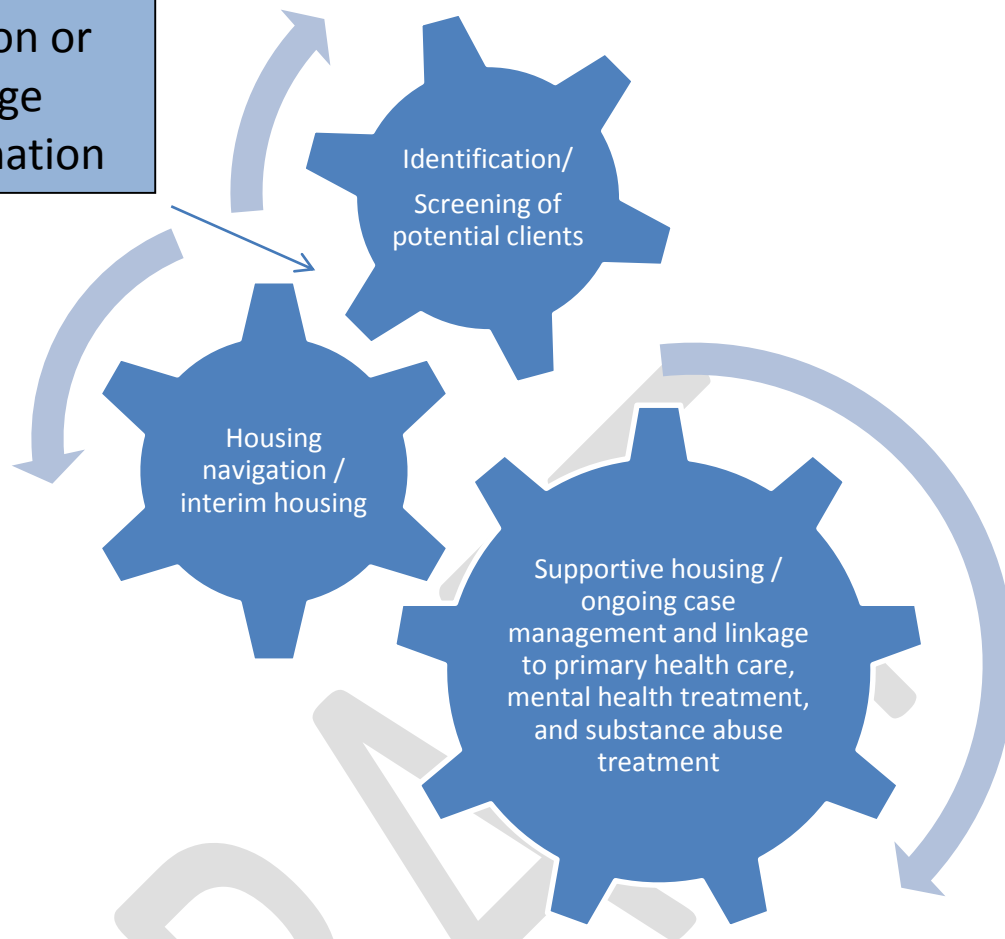 on or
ge
nation
Identification/
Screening of
potential clients
Housing
navigation /
interim housing
Supportive housing /
ongoing case
management and linkage
to primary health care,
mental health treatment,
and substance abuse
treatment